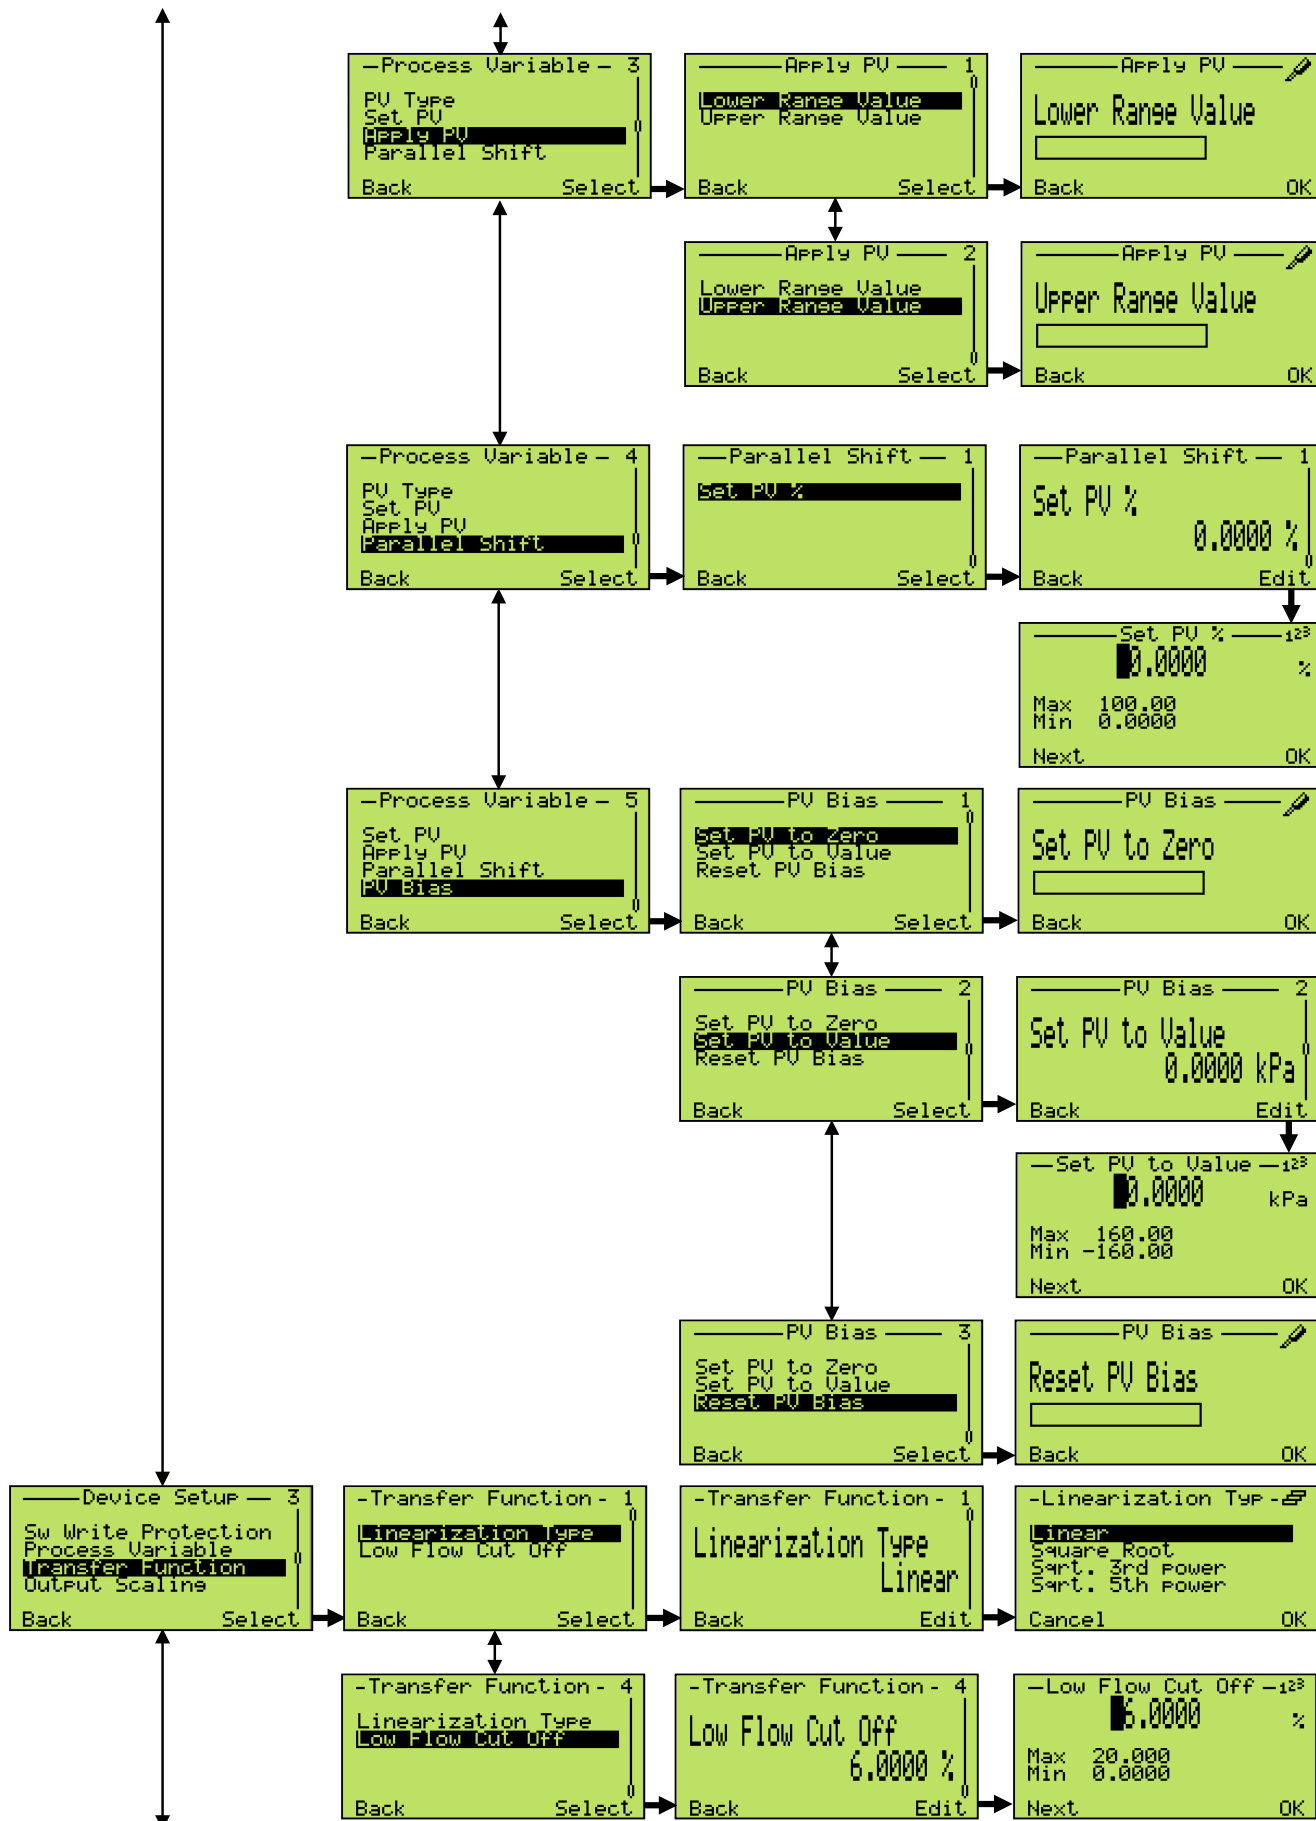 Process Variable 3
PV Type
Set PV
Apply PV
Parallel Shift
Back Select
Apply PV 1
Lower Range Value
Upper Range Value
Back Select
Apply PV
Lower Range Value
Back OK
Apply PV 2
Lower Range Value
Upper Range Value
Back Select
Apply PV
Upper Range Value
Back OK
Process Variable 4
PV Type
Set PV
Apply PV
Parallel Shift
Back Select
Parallel Shift 1
Set PV %
Back Select
Parallel Shift 1
Set PV %
0.0000 %
Back Edit
Set PV % 123
0.0000 %
Max 100.00
Min 0.0000
Next OK
Process Variable 5
Set PV
Apply PV
Parallel Shift
PV Bias
Back Select
PV Bias 1
Set PV to Zero
Set PV to Value
Reset PV Bias
Back Select
PV Bias
Set PV to Zero
Back OK
PV Bias 2
Set PV to Zero
Set PV to Value
Reset PV Bias
Back Select
PV Bias 2
Set PV to Value
0.0000 kPa
Back Edit
Set PV to Value 123
0.0000 kPa
Max 160.00
Min -160.00
Next OK
PV Bias 3
Set PV to Zero
Set PV to Value
Reset PV Bias
Back Select
PV Bias
Reset PV Bias
Back OK
Device Setup 3
Sw Write Protection
Process Variable
Transfer Function
Output Scaling
Back Select
-Transfer Function- 1
Linearization Type
Low Flow Cut Off
Back Select
-Transfer Function- 1
Linearization Type
Linear
Back Edit
-Linearization Typ-
Linear
Square Root
Sqrt. 3rd power
Sqrt. 5th power
Cancel OK
-Transfer Function- 4
Linearization Type
Low Flow Cut Off
Back Select
-Transfer Function- 4
Low Flow Cut Off
6.0000 %
Back Edit
Low Flow Cut Off 123
6.0000 %
Max 20.000
Min 0.0000
Next OK